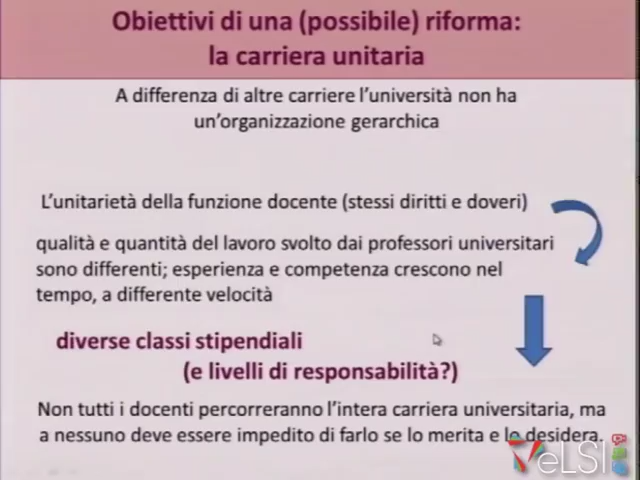 Obiettivi di una (possibile) riforma:
la carriera unitaria
A differenza di altre carriere l'università non ha
un'organizzazione gerarchica
L'unitarietà della funzione docente (stessi diritti e doveri)
qualità e quantità del lavoro svolto dai professori universitari
sono differenti; esperienza e competenza crescono nel
tempo, a differente velocità
diverse classi stipendiali
(e livelli di responsabilità?)
Non tutti i docenti percorreranno l'intera carriera universitaria, ma
a nessuno deve essere impedito di farlo se lo merita e lo desidera.
VeLSI